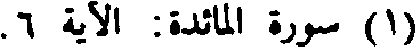 (١) سورة المائدة: الآية ٦.